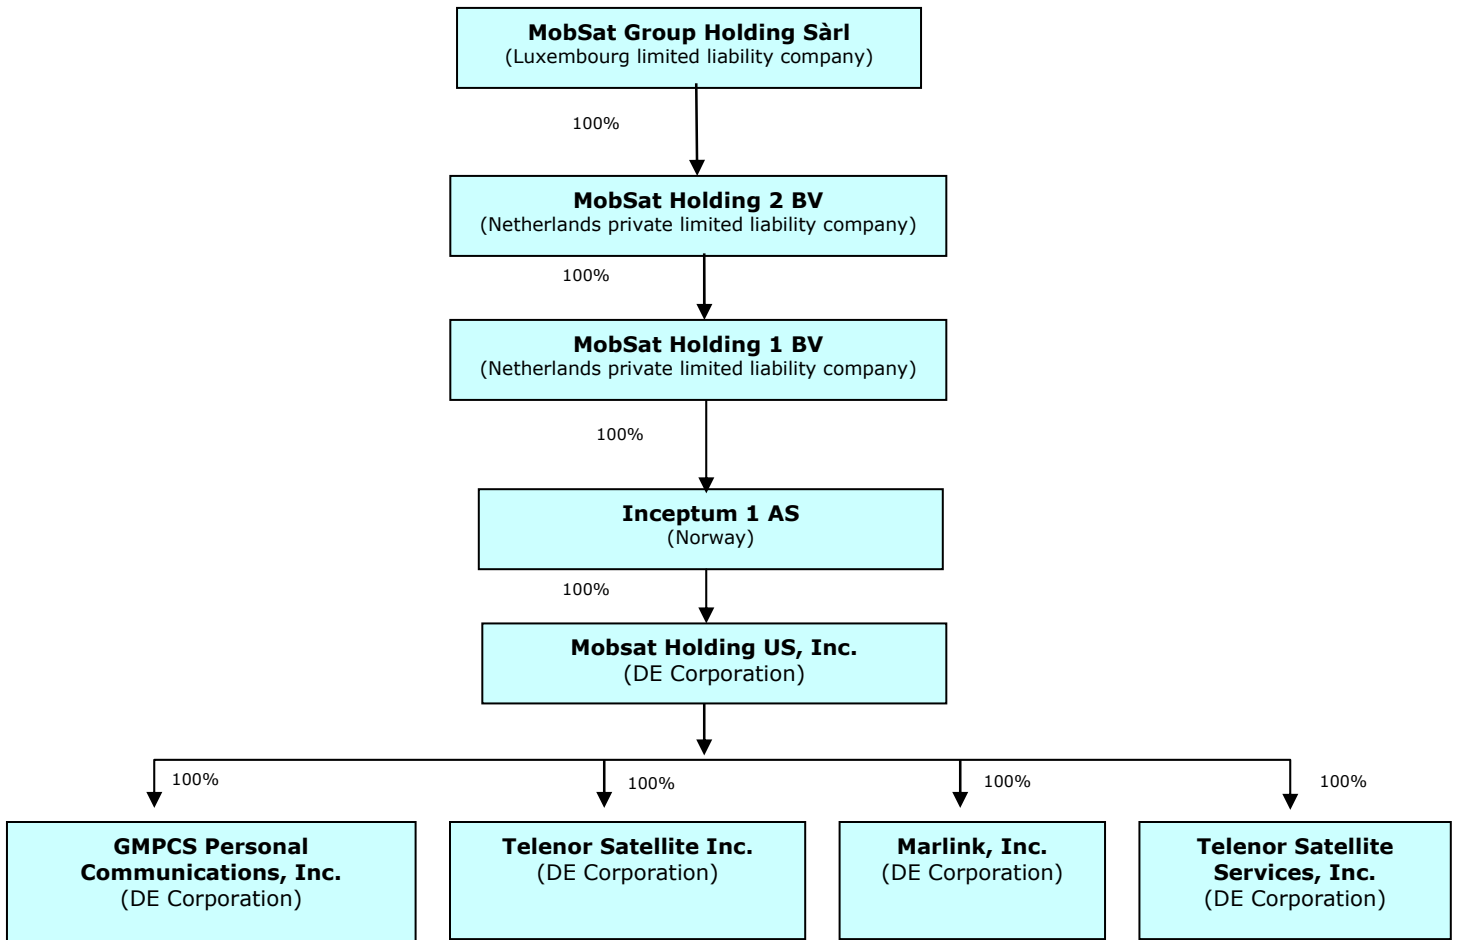 MobSat Group Holding Sàrl
(Luxembourg limited liability company)
100%
MobSat Holding 2 BV
(Netherlands private limited liability company)
100%
MobSat Holding 1 BV
(Netherlands private limited liability company)
100%
Inceptum 1 AS
(Norway)
100%
Mobsat Holding US, Inc.
(DE Corporation)
100%
100%
100%
100%
GMPCS Personal
Communications, Inc.
(DE Corporation)
Telenor Satellite Inc.
(DE Corporation)
Marlink, Inc.
(DE Corporation)
Telenor Satellite
Services, Inc.
(DE Corporation)